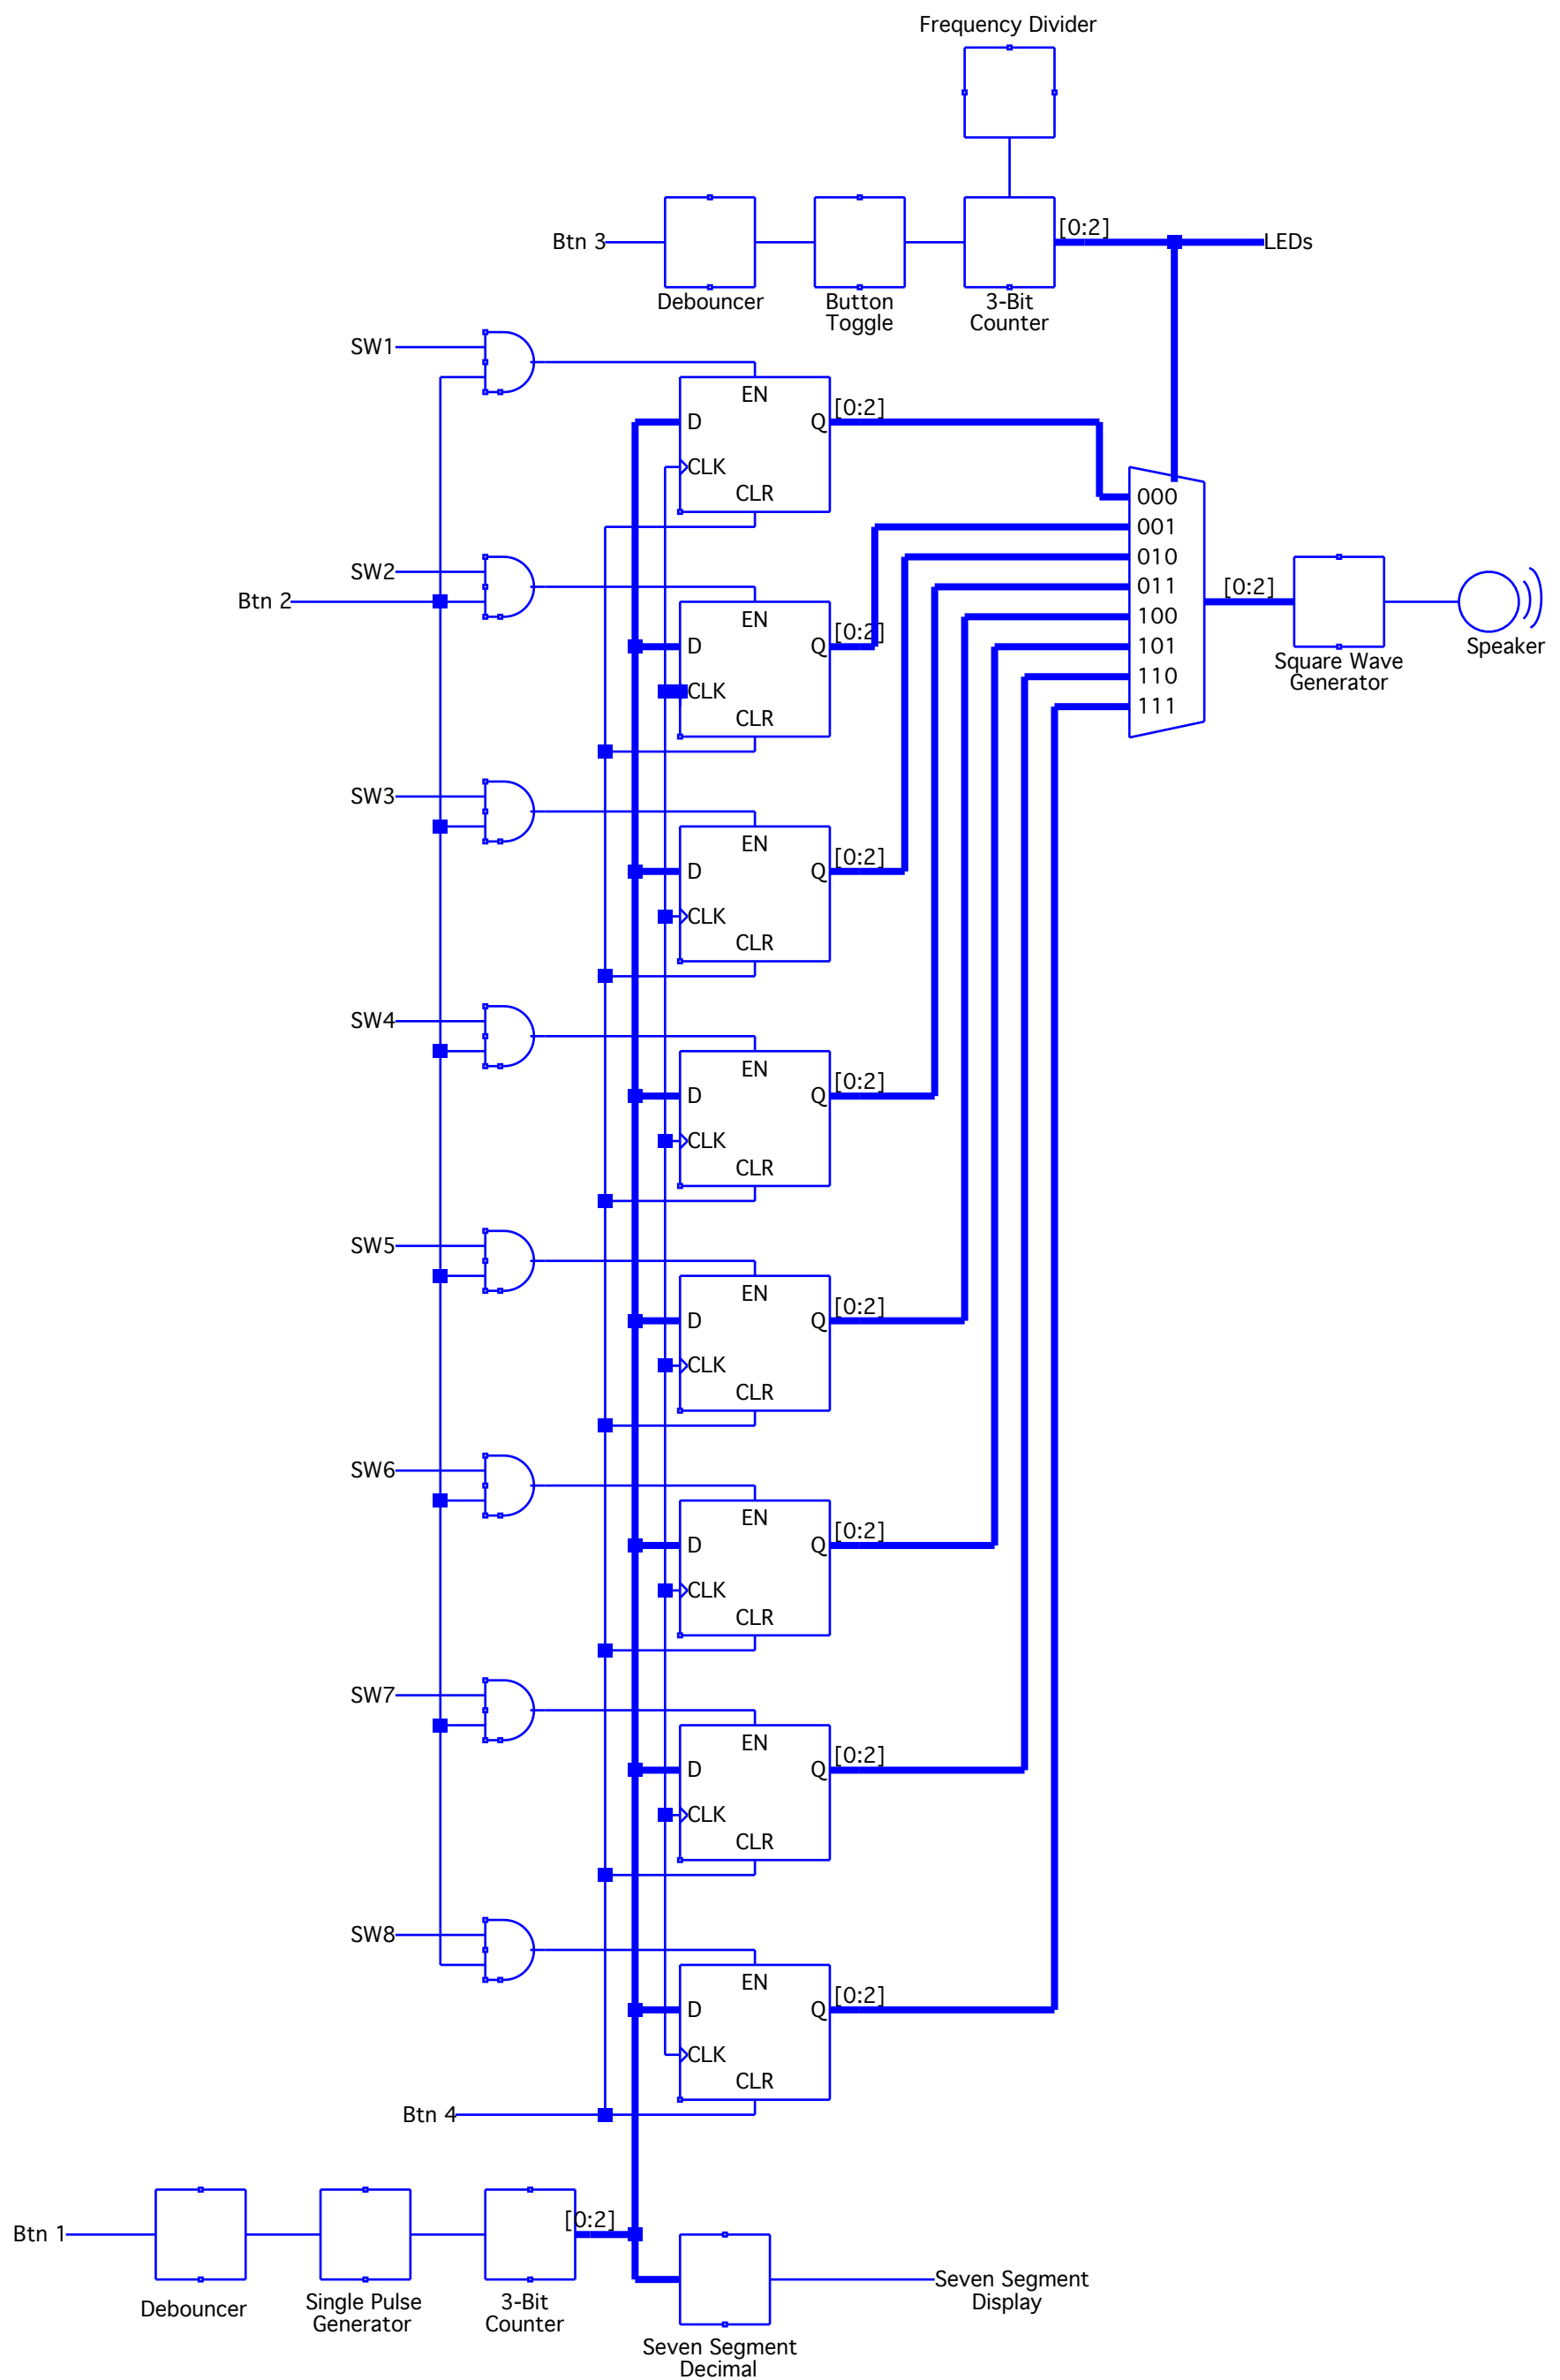 Frequency Divider
[0:2]
Btn 3
LEDs
Debouncer
Button
Toggle
3-Bit
Counter
SW1
EN
D
Q
[0:2]
CLK
CLR
000
001
010
011
100
101
110
111
[0:2]
Square Wave
Generator
Speaker
SW2
Btn 2
EN
D
Q
[0:2]
CLK
CLR
SW3
EN
D
Q
[0:2]
CLK
CLR
SW4
EN
D
Q
[0:2]
CLK
CLR
SW5
EN
D
Q
[0:2]
CLK
CLR
SW6
EN
D
Q
[0:2]
CLK
CLR
SW7
EN
D
Q
[0:2]
CLK
CLR
SW8
EN
D
Q
[0:2]
CLK
CLR
Btn 4
Btn 1
[0:2]
Debouncer
Single Pulse
Generator
3-Bit
Counter
Seven Segment
Display
Seven Segment
Decimal